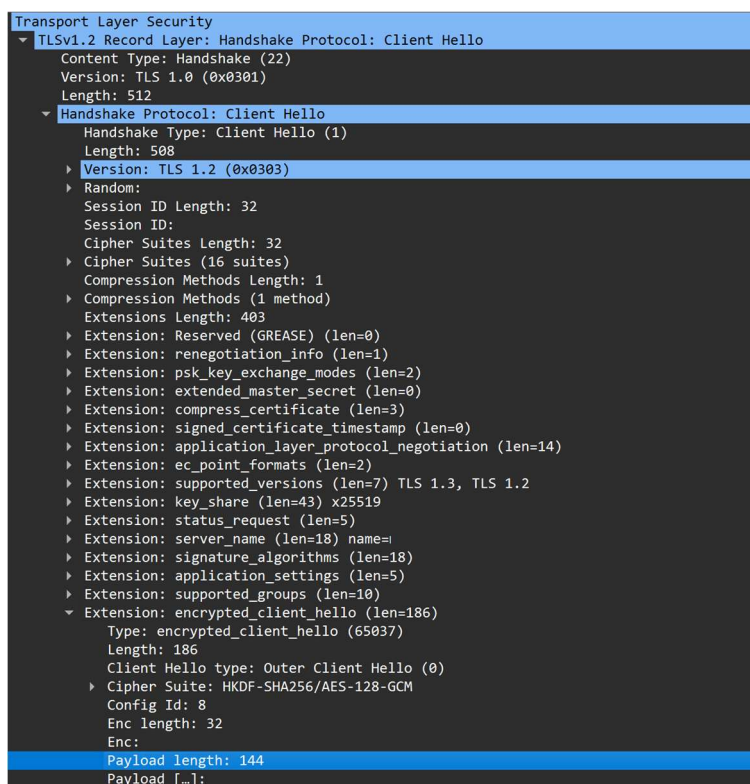 Transport Layer Security
TLSv1.2 Record Layer: Handshake Protocol: Client Hello
Content Type: Handshake (22)
Version: TLS 1.0 (0x0301)
Length: 512
Handshake Protocol: Client Hello
Handshake Type: Client Hello (1)
Length: 508
Version: TLS 1.2 (0x0303)
Random:
Session ID Length: 32
Session ID:
Cipher Suites Length: 32
Cipher Suites (16 suites)
Compression Methods Length: 1
Compression Methods (1 method)
Extensions Length: 403
Extension: Reserved (GREASE) (len=0)
Extension: renegotiation_info (len=1)
Extension: psk_key_exchange_modes (len=2)
Extension: extended_master_secret (len=0)
Extension: compress_certificate (len=3)
Extension: signed_certificate_timestamp (len=0)
Extension: application_layer_protocol_negotiation (len=14)
Extension: ec_point_formats (len=2)
Extension: supported_versions (len=7) TLS 1.3, TLS 1.2
Extension: key_share (len=43) x25519
Extension: status_request (len=5)
Extension: server_name (len=18) name=
Extension: signature_algorithms (len=18)
Extension: application_settings (len=5)
Extension: supported_groups (len=10)
Extension: encrypted_client_hello (len=186)
Type: encrypted_client_hello (65037)
Length: 186
Client Hello type: Outer Client Hello (0)
Cipher Suite: HKDF-SHA256/AES-128-GCM
Config Id: 8
Enc length: 32
Enc:
Payload length: 144
Payload […]: